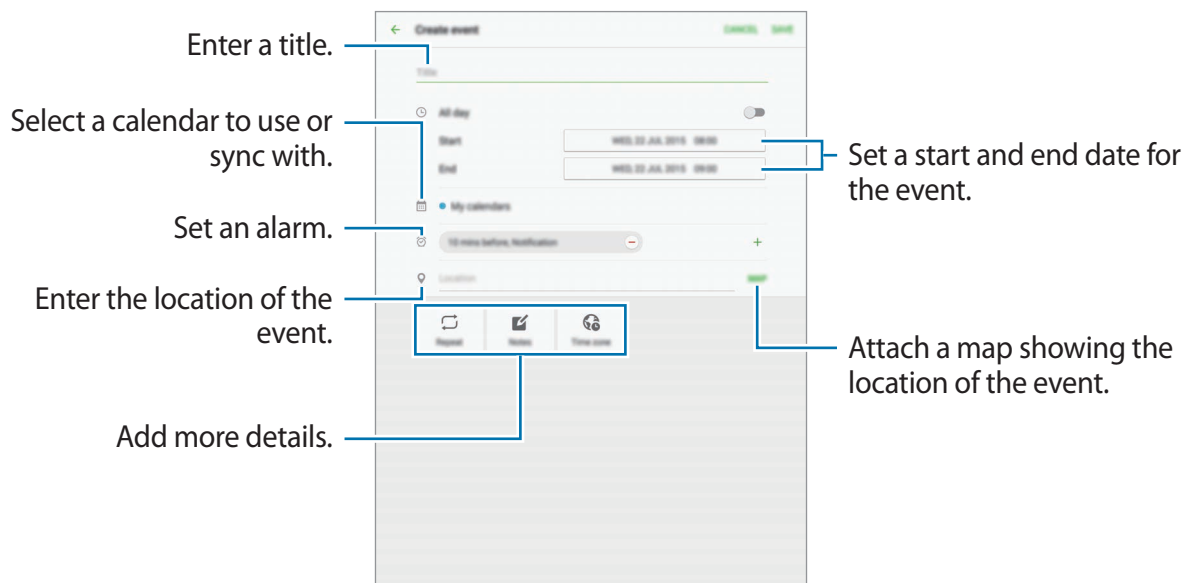 Create event
CANCEL SAVE
Enter a title.
Title
All day
Select a calendar to use or
sync with.
Start WED, 22 JUL 2015 08:00
End WED, 22 JUL 2015 09:00
Set a start and end date for
the event.
My calendars
Set an alarm.
10 mins before, Notification
Enter the location of the
event.
Location
MAP
Repeat
Notes
Time zone
Attach a map showing the
location of the event.
Add more details.